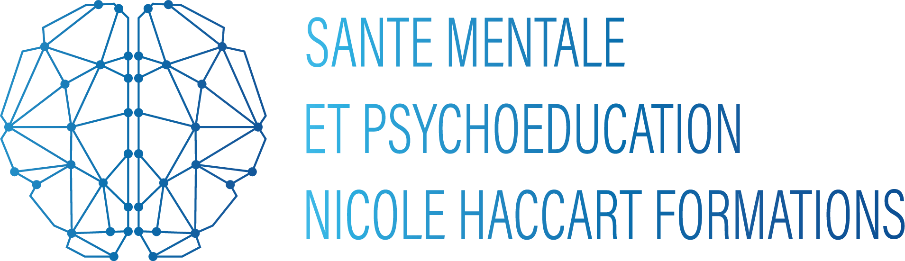 SANTE MENTALE
ET PSYCHOEDUCATION
NICOLE HACCART FORMATIONS